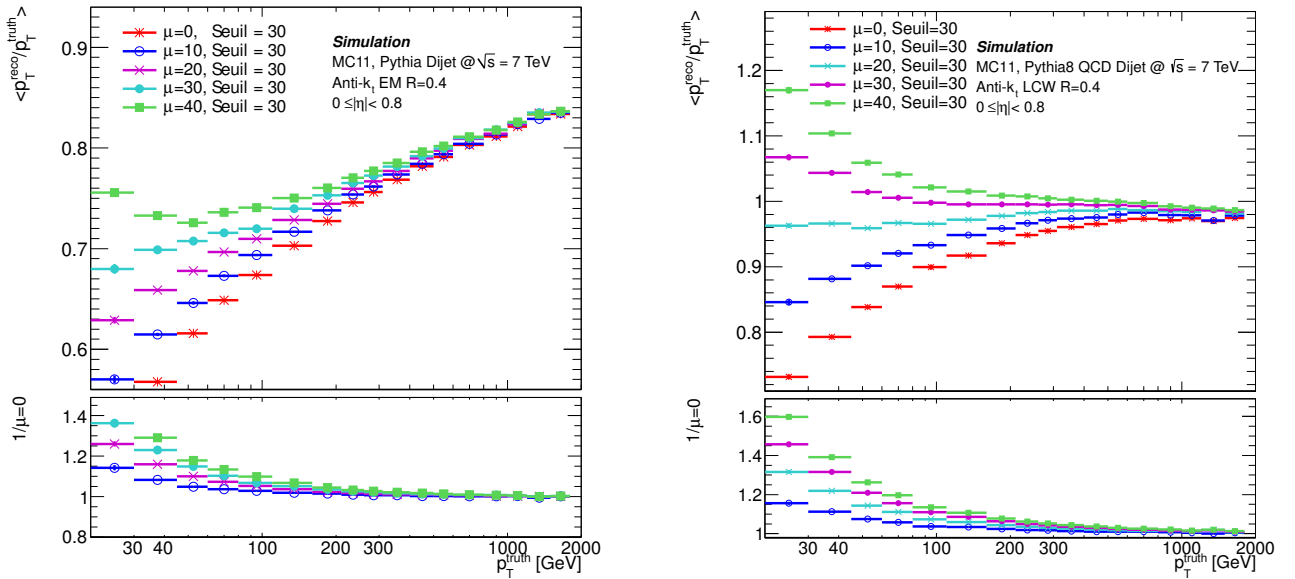 <p_T^reco/p_T^truth>
0.9
0.8
0.7
0.6
μ=0, Seuil = 30
μ=10, Seuil = 30
μ=20, Seuil = 30
μ=30, Seuil = 30
μ=40, Seuil = 30
Simulation
MC11, Pythia Dijet @ √s = 7 TeV
Anti-k_t EM R=0.4
0 ≤|η|< 0.8
1/μ=0
1.4
1.2
1
0.8
30 100 200 300 1000 2000
p_T^truth [GeV]
<p_T^reco/p_T^truth>
1.2
1.1
1
0.9
0.8
μ=0, Seuil=30
μ=10, Seuil=30
μ=20, Seuil=30
μ=30, Seuil=30
μ=40, Seuil=30
Simulation
MC11, Pythia8 QCD Dijet @ √s = 7 TeV
Anti-k_t LCW R=0.4
0 ≤|η|< 0.8
1/μ=0
1.6
1.5
1.4
1.3
1.2
1.1
1
30 40 100 200 300 1000 2000
p_T^truth [GeV]